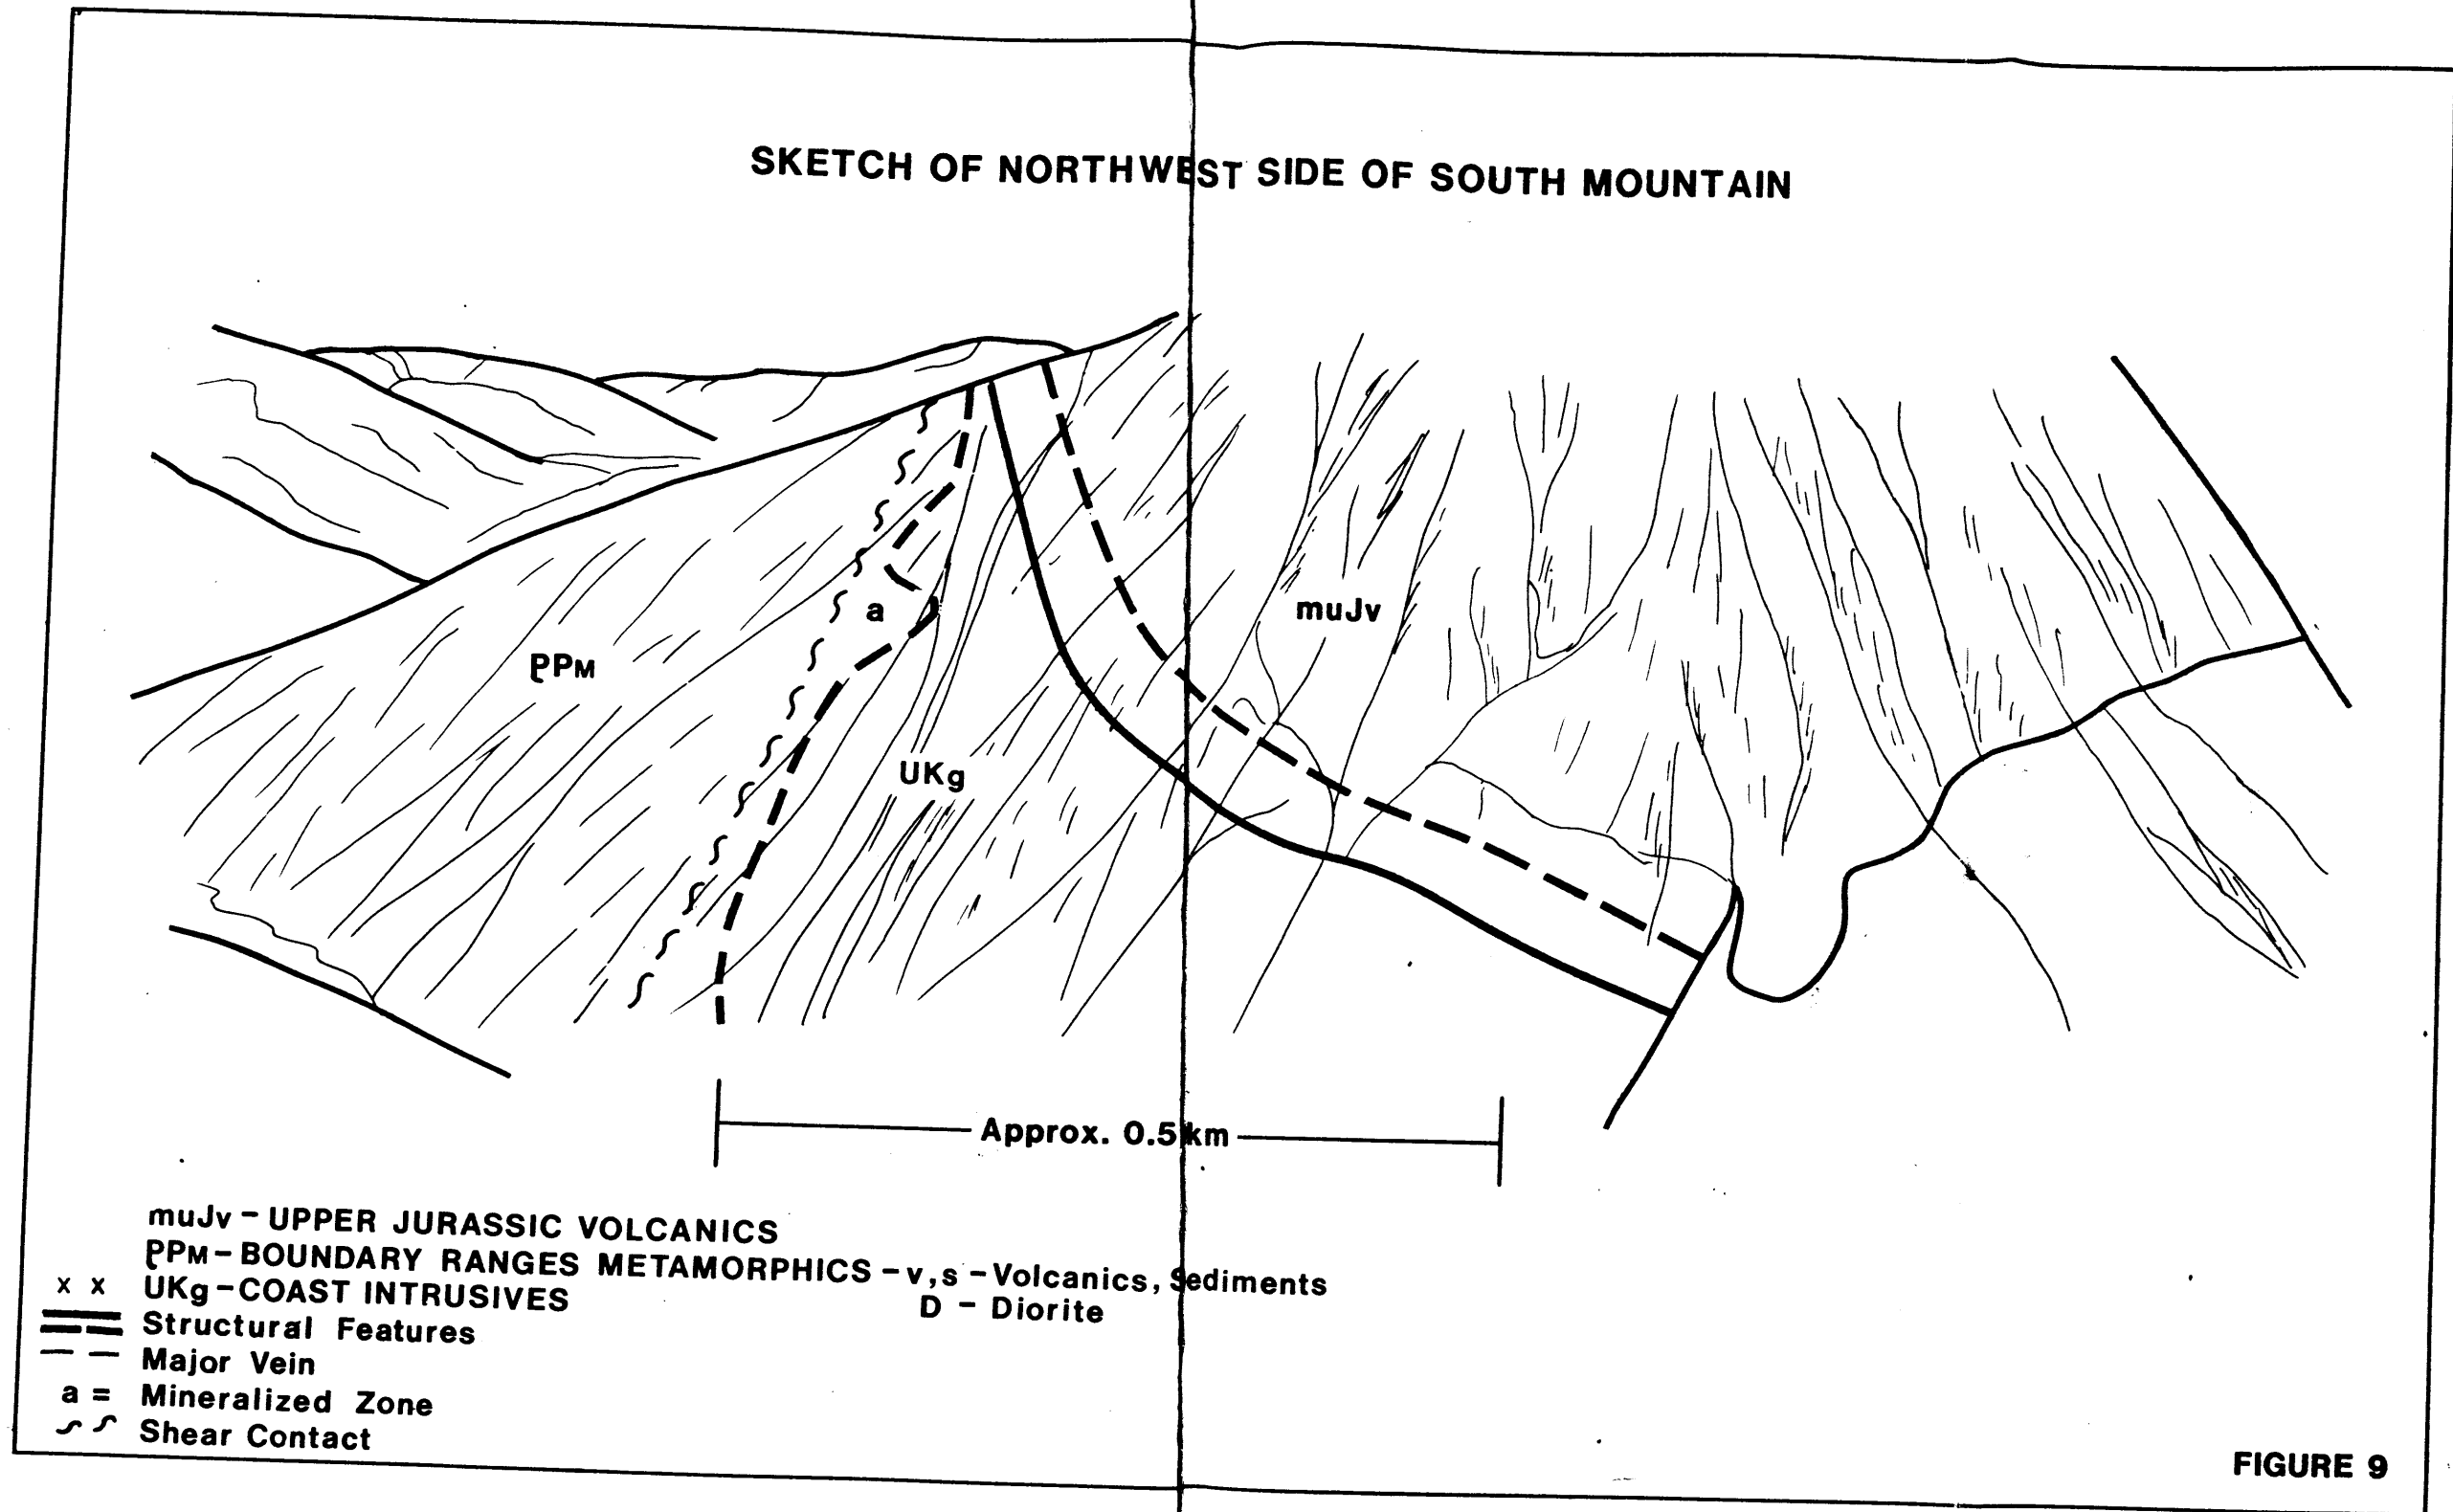 SKETCH OF NORTHWEST SIDE OF SOUTH MOUNTAIN
a
muJv
PPM
UKg
Approx. 0.5 km
muJv - UPPER JURASSIC VOLCANICS
PPM - BOUNDARY RANGES METAMORPHICS - v,s - Volcanics, Sediments
x x UKg - COAST INTRUSIVES
D - Diorite
Structural Features
Major Vein
a = Mineralized Zone
Shear Contact
FIGURE 9